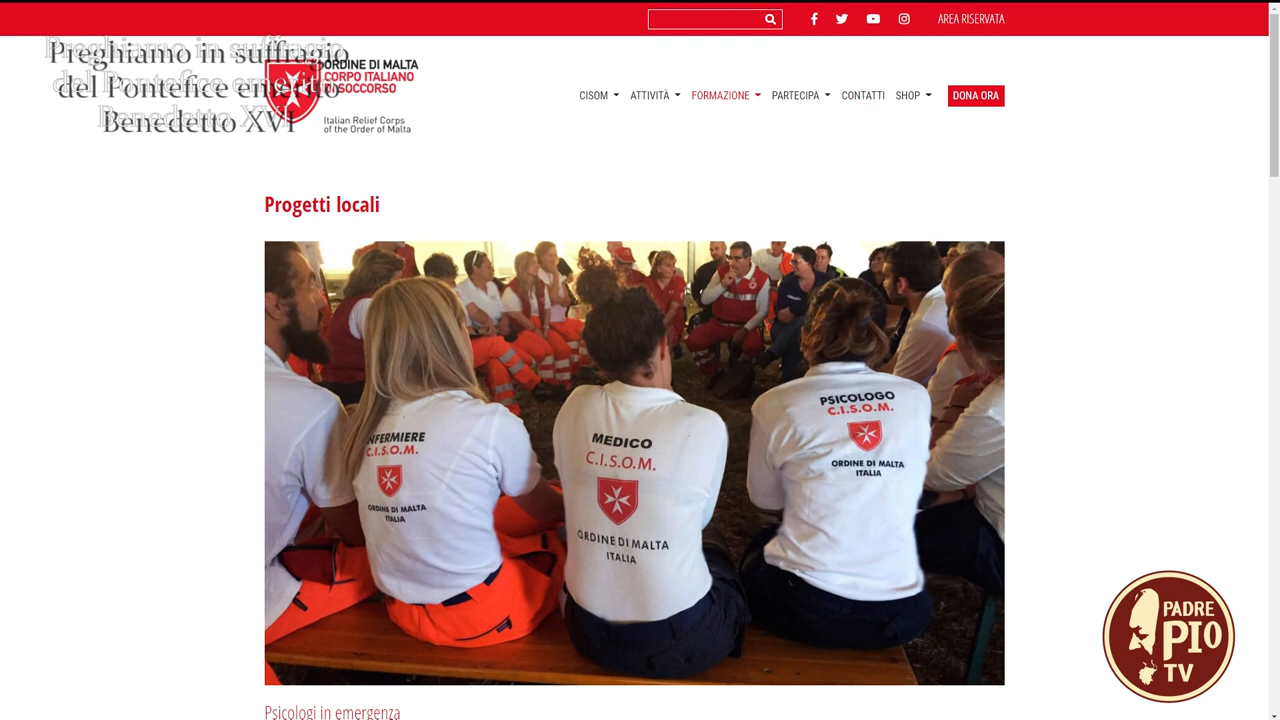 AREA RISERVATA
Preghiamo in suffragio
del Pontefice emerito
Benedetto XVI
ORDINE DI MALTA
CORPO ITALIANO
DI SOCCORSO
Italian Relief Corps
of the Order of Malta
CISOM
ATTIVITÀ
FORMAZIONE
PARTECIPA
CONTATTI
SHOP
DONA ORA
Progetti locali
INFERMIERE
C.I.S.O.M.
ORDINE DI MALTA
ITALIA
MEDICO
C.I.S.O.M.
ORDINE DI MALTA
ITALIA
PSICOLOGO
C.I.S.O.M.
ORDINE DI MALTA
ITALIA
PADRE
PIO
TV
Psicologi in emergenza